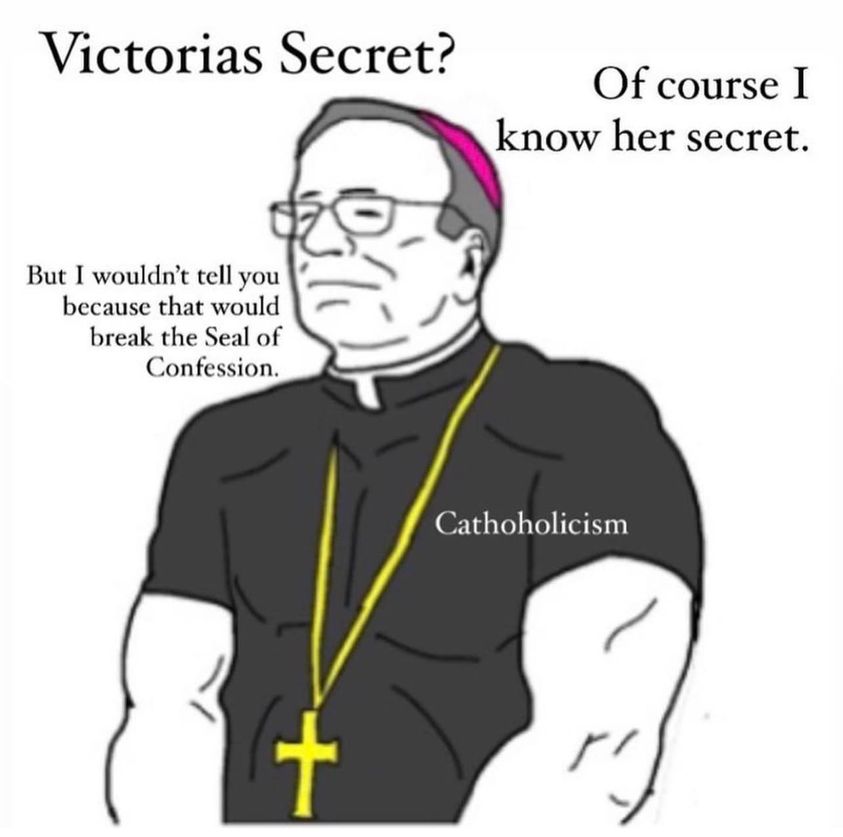 Victorias Secret?
Of course I
know her secret.
But I wouldn't tell you
because that would
break the Seal of
Confession.
Cathoholicism